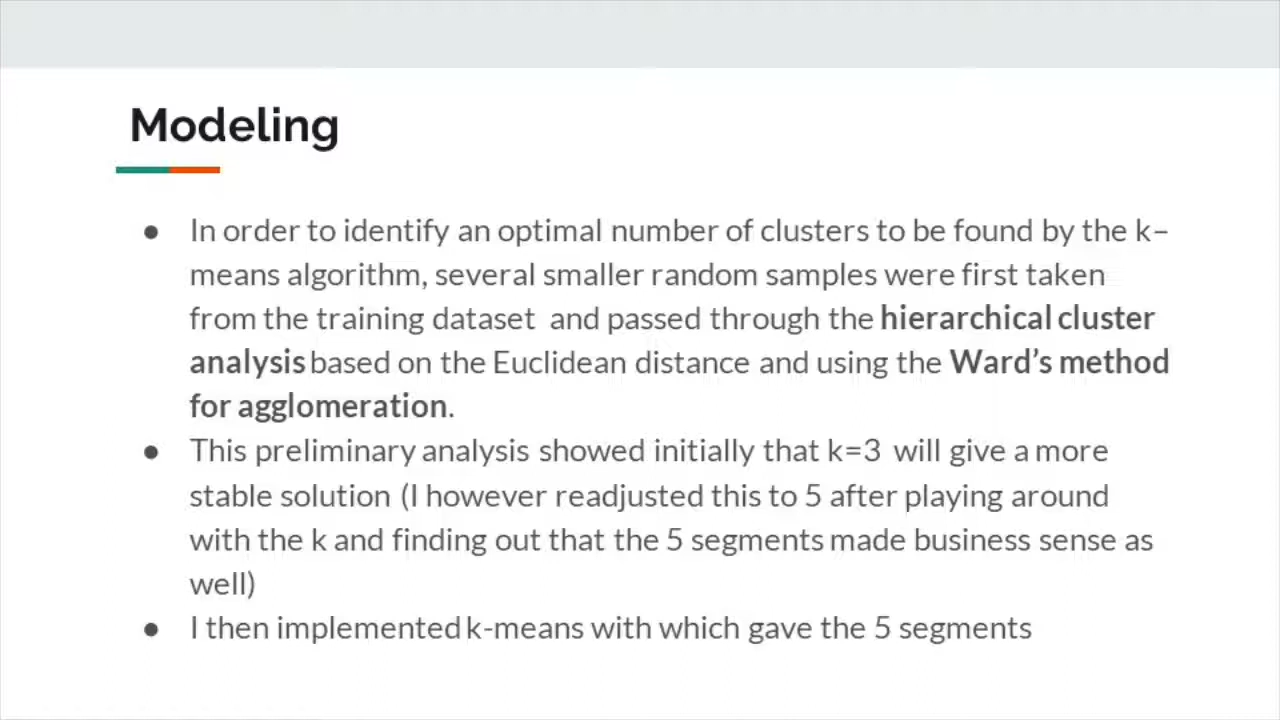 Modeling
● In order to identify an optimal number of clusters to be found by the k–
means algorithm, several smaller random samples were first taken
from the training dataset and passed through the hierarchical cluster
analysis based on the Euclidean distance and using the Ward’s method
for agglomeration.
● This preliminary analysis showed initially that k=3 will give a more
stable solution (I however readjusted this to 5 after playing around
with the k and finding out that the 5 segments made business sense as
well)
● I then implemented k-means with which gave the 5 segments